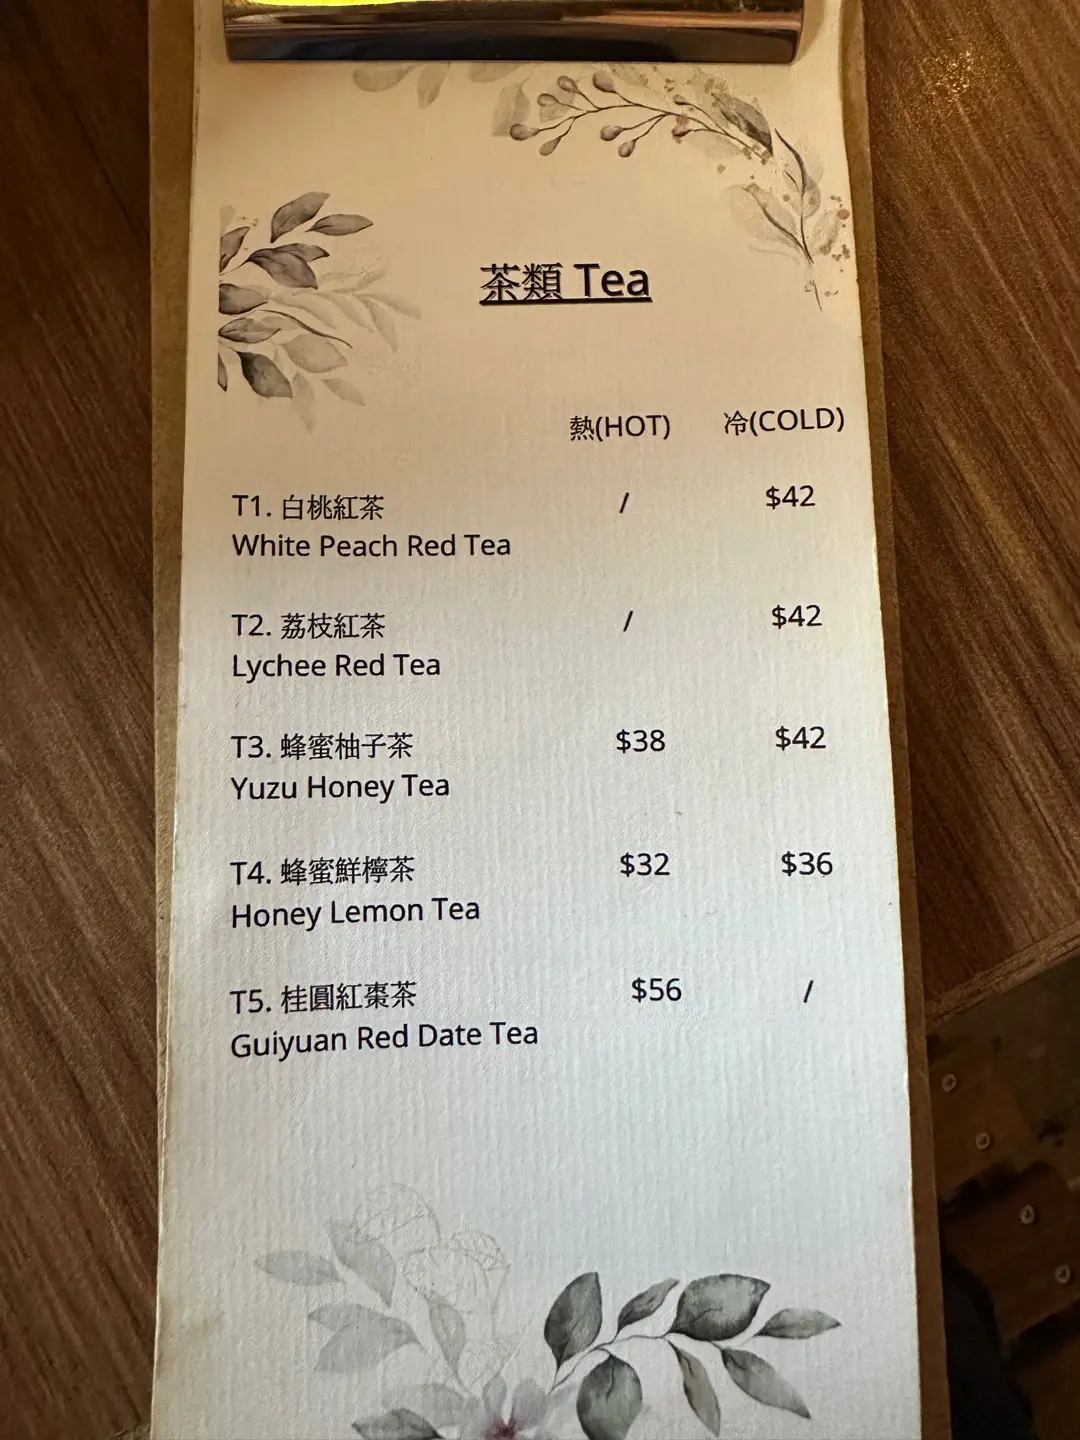 茶類 Tea
熱(HOT) 冷(COLD)
T1. 白桃紅茶 / $42
White Peach Red Tea
T2. 荔枝紅茶 / $42
Lychee Red Tea
T3. 蜂蜜柚子茶 $38 $42
Yuzu Honey Tea
T4. 蜂蜜鮮檸茶 $32 $36
Honey Lemon Tea
T5. 桂圓紅棗茶 $56 /
Guiyuan Red Date Tea